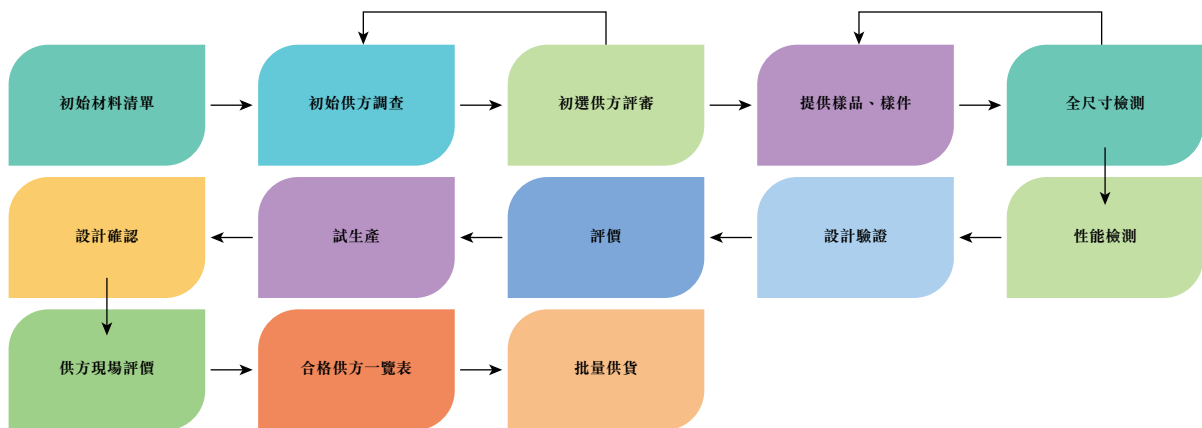 初始材料清單
初始供方調查
初選供方評審
提供樣品、樣件
全尺寸檢測
性能檢測
設計驗證
評價
試生產
設計確認
供方現場評價
合格供方一覽表
批量供貨